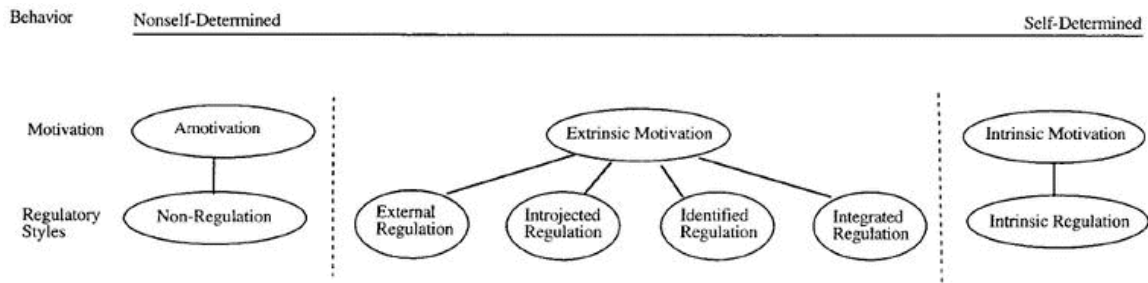 Behavior
Nonself-Determined
Self-Determined
Motivation
Amotivation
Extrinsic Motivation
Intrinsic Motivation
Regulatory
Styles
Non-Regulation
External
Regulation
Introjected
Regulation
Identified
Regulation
Integrated
Regulation
Intrinsic Regulation